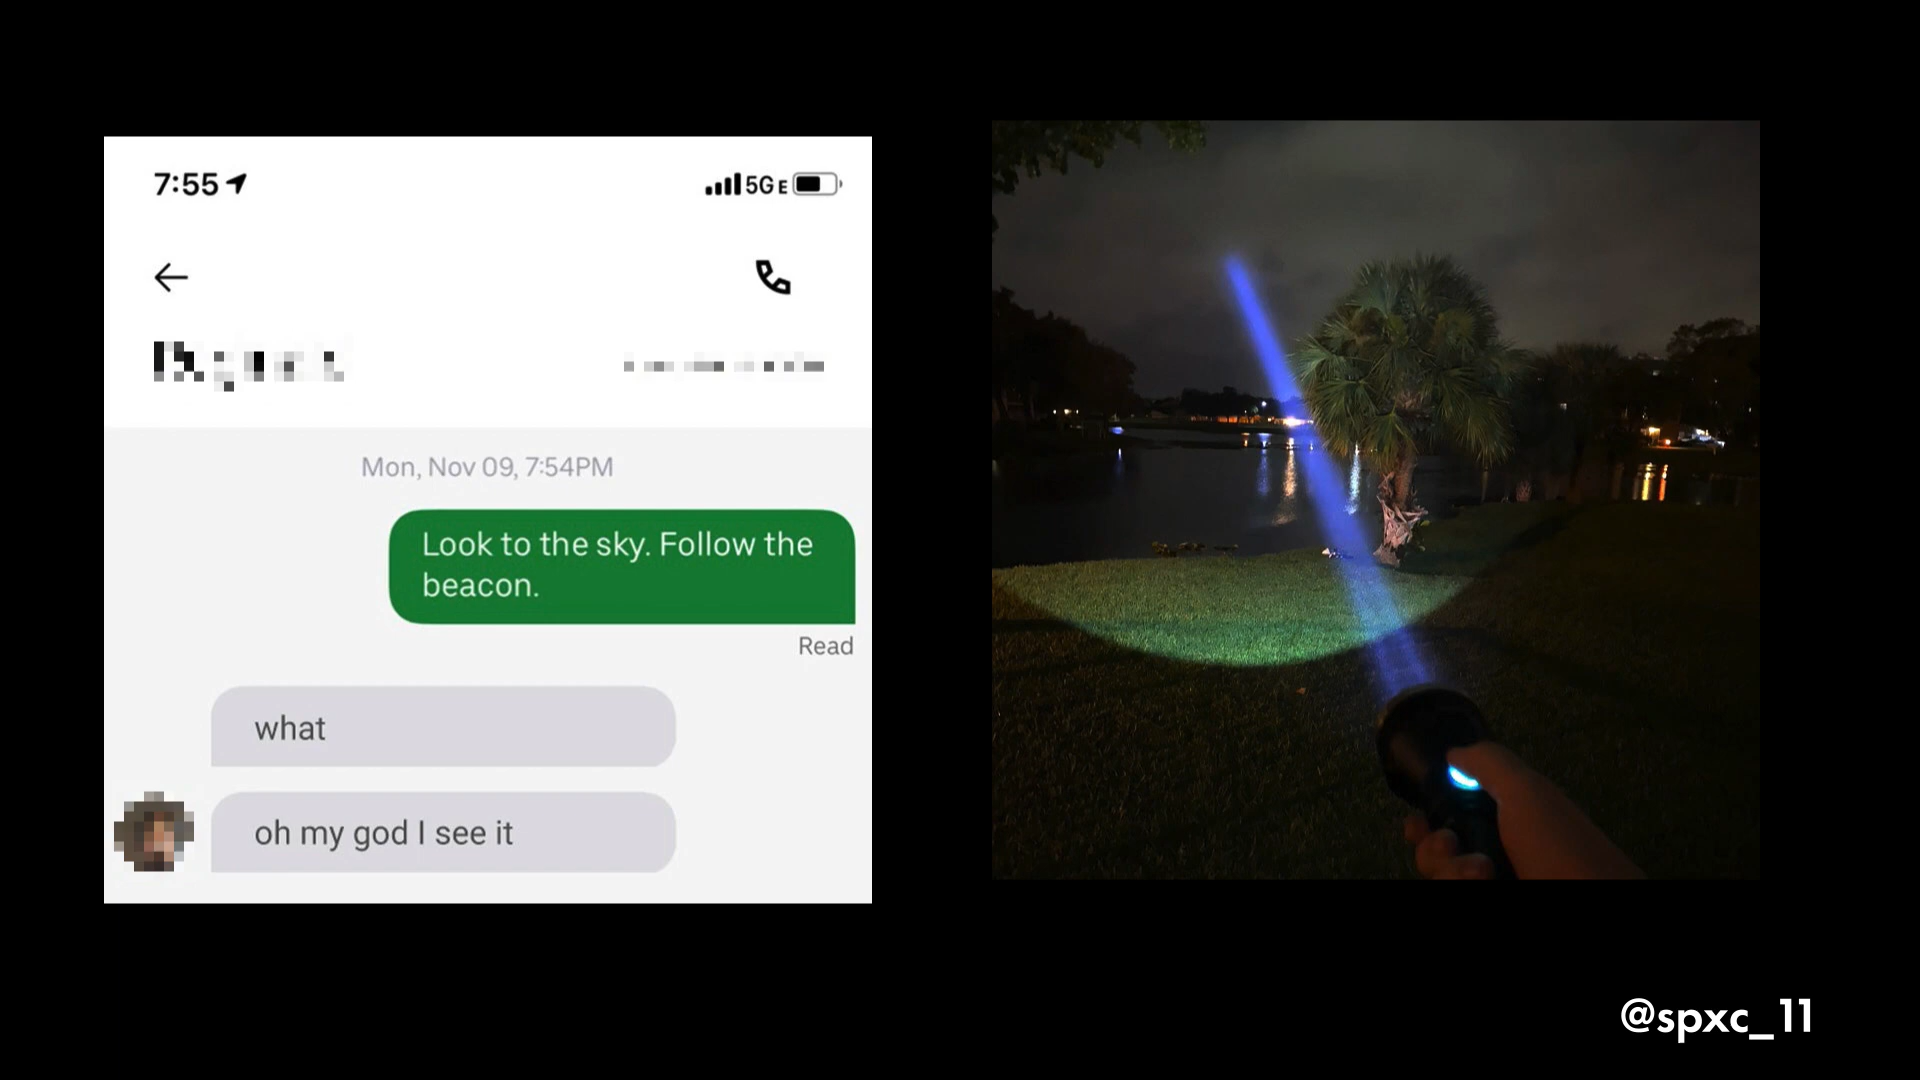 7:55
5GE
Mon, Nov 09, 7:54PM
Look to the sky. Follow the
beacon.
Read
what
oh my god I see it
@spxc_11